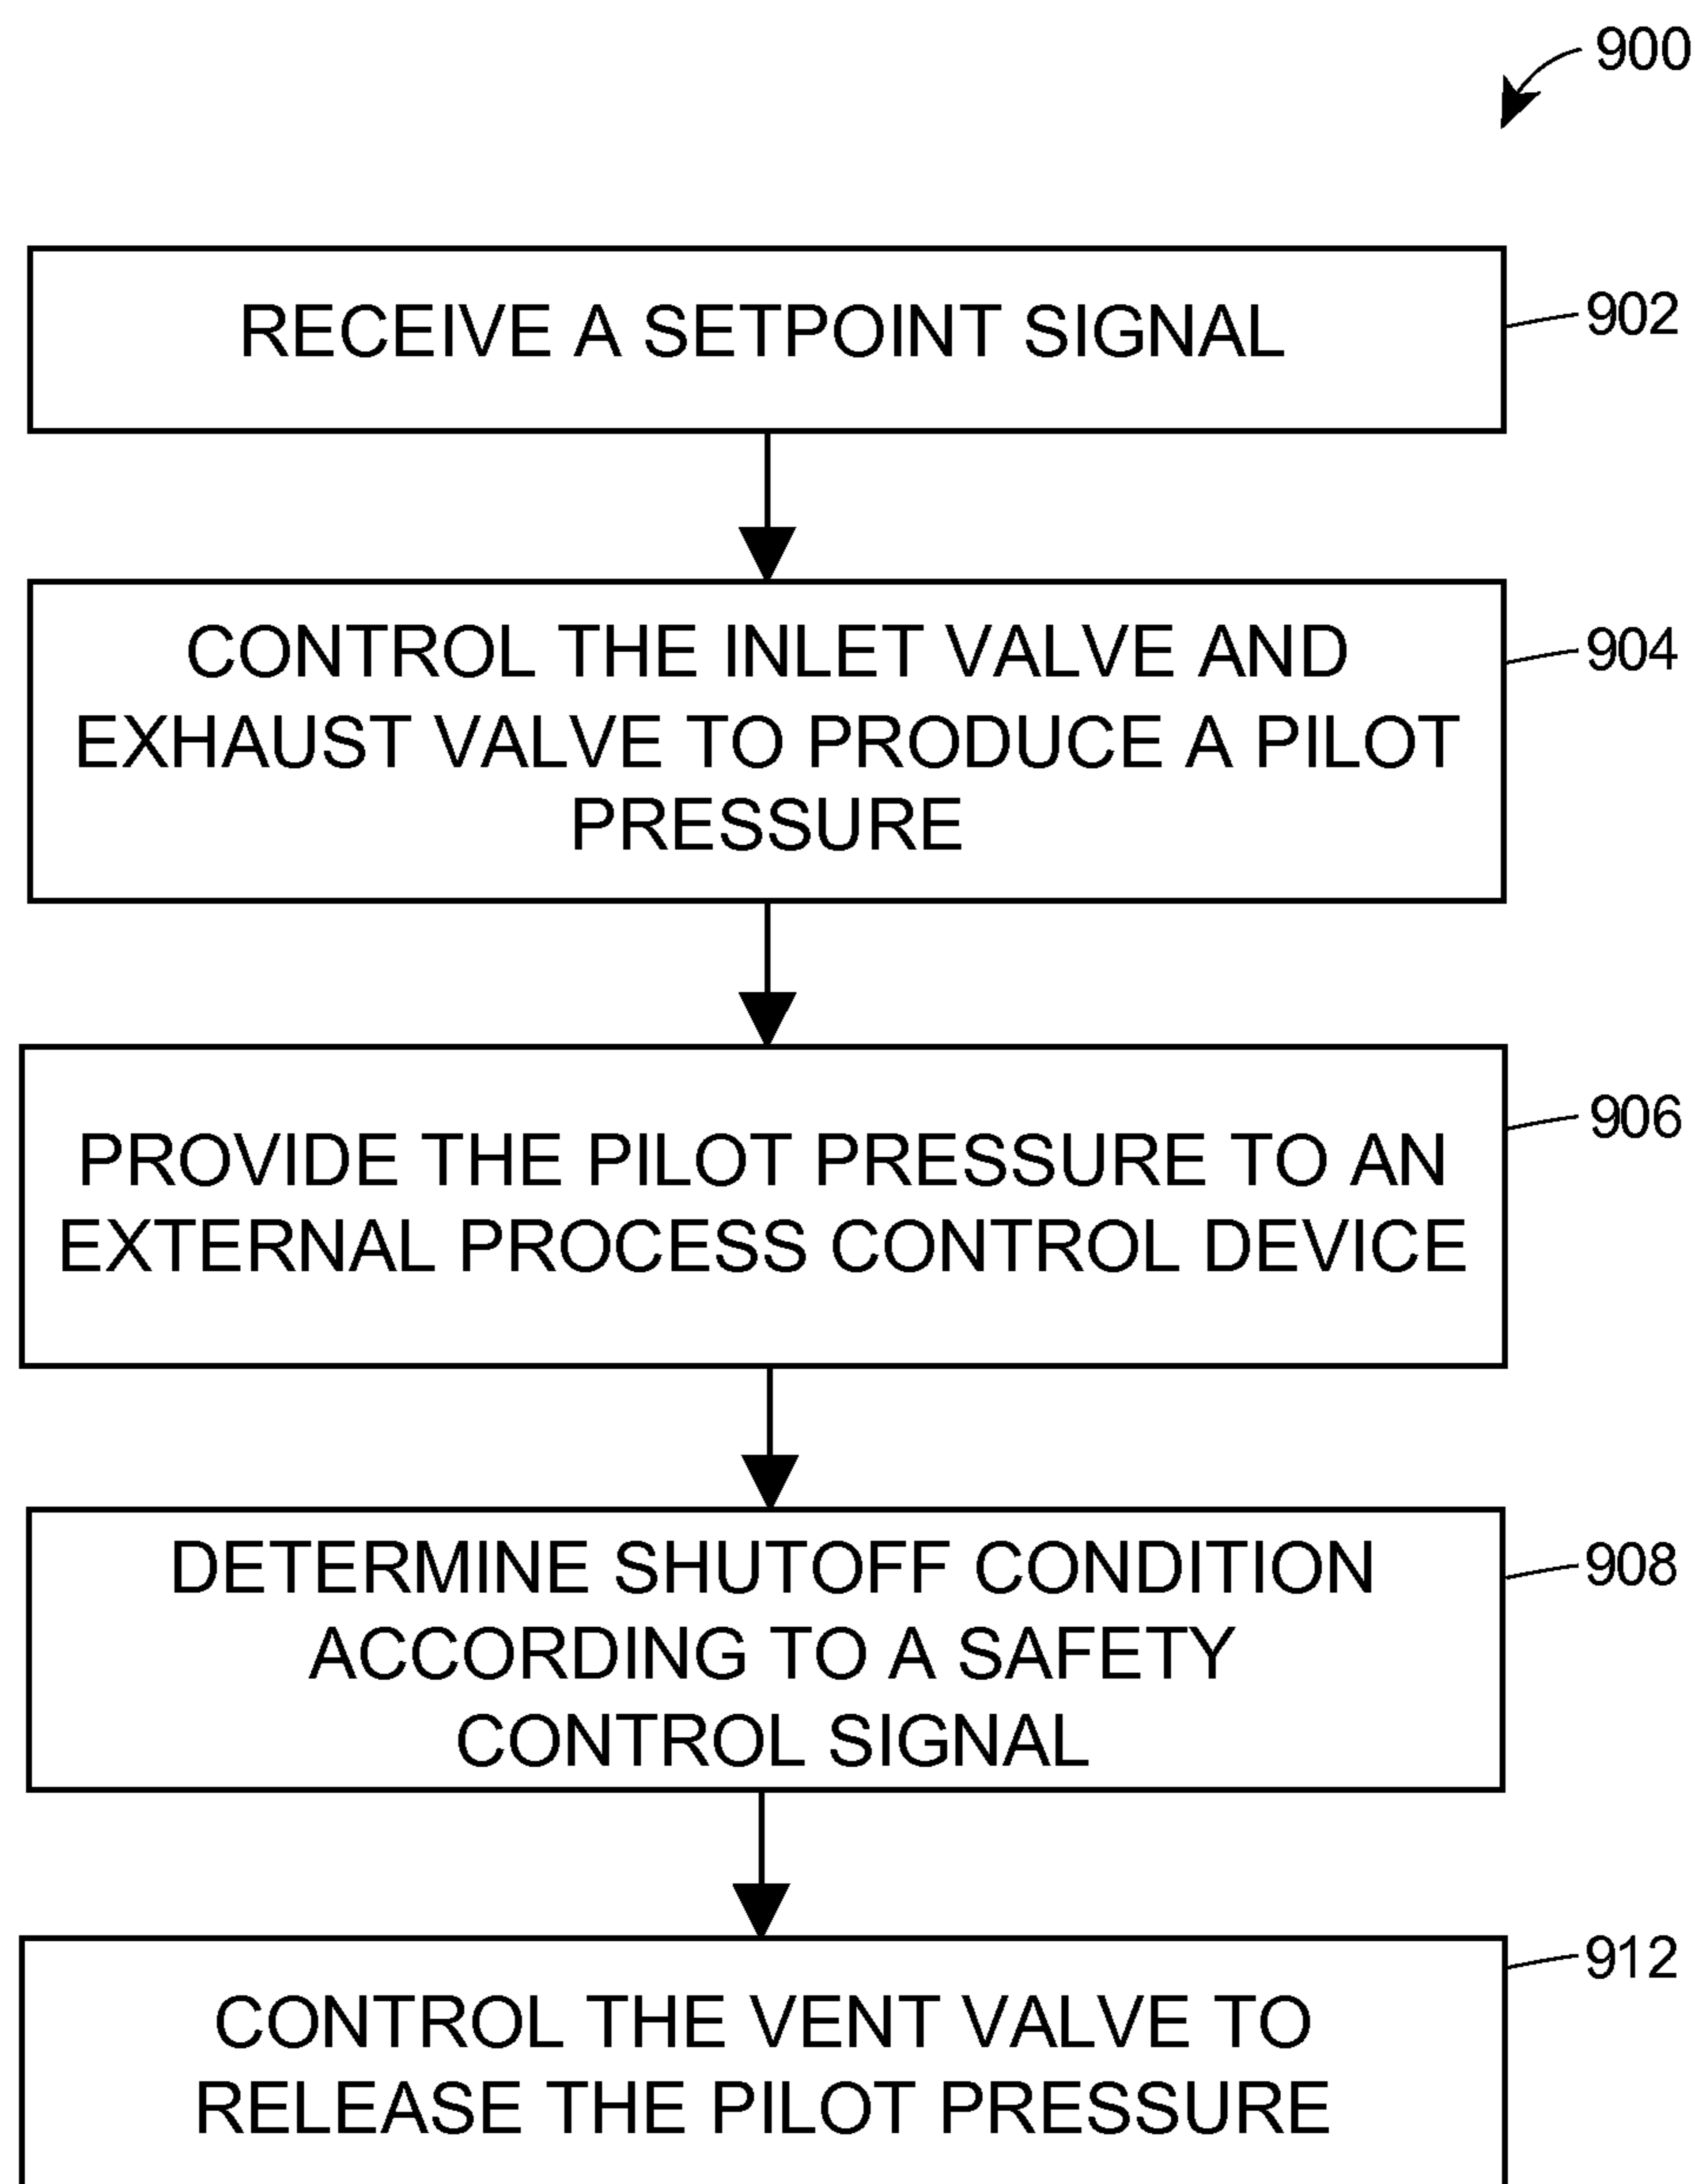 900
RECEIVE A SETPOINT SIGNAL
902
CONTROL THE INLET VALVE AND
EXHAUST VALVE TO PRODUCE A PILOT
PRESSURE
904
PROVIDE THE PILOT PRESSURE TO AN
EXTERNAL PROCESS CONTROL DEVICE
906
DETERMINE SHUTOFF CONDITION
ACCORDING TO A SAFETY
CONTROL SIGNAL
908
CONTROL THE VENT VALVE TO
RELEASE THE PILOT PRESSURE
912